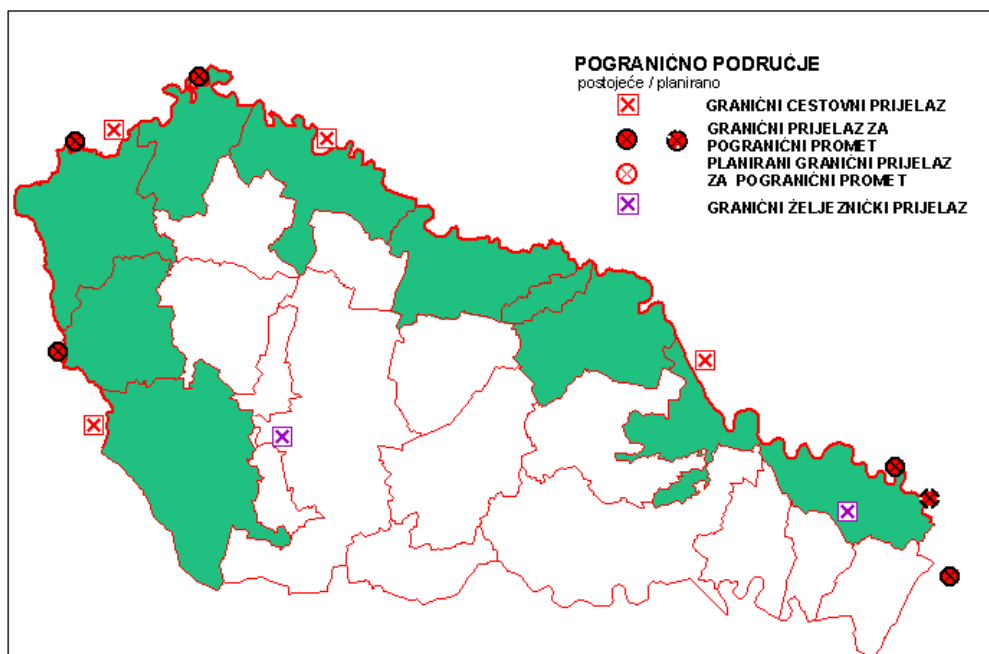 POGRANIČNO PODRUČJE
postojeće / planirano
GRANIČNI CESTOVNI PRIJELAZ
GRANIČNI PRIJELAZ ZA
POGRANIČNI PROMET
PLANIRANI GRANIČNI PRIJELAZ
ZA POGRANIČNI PROMET
GRANIČNI ŽELJEZNIČKI PRIJELAZ